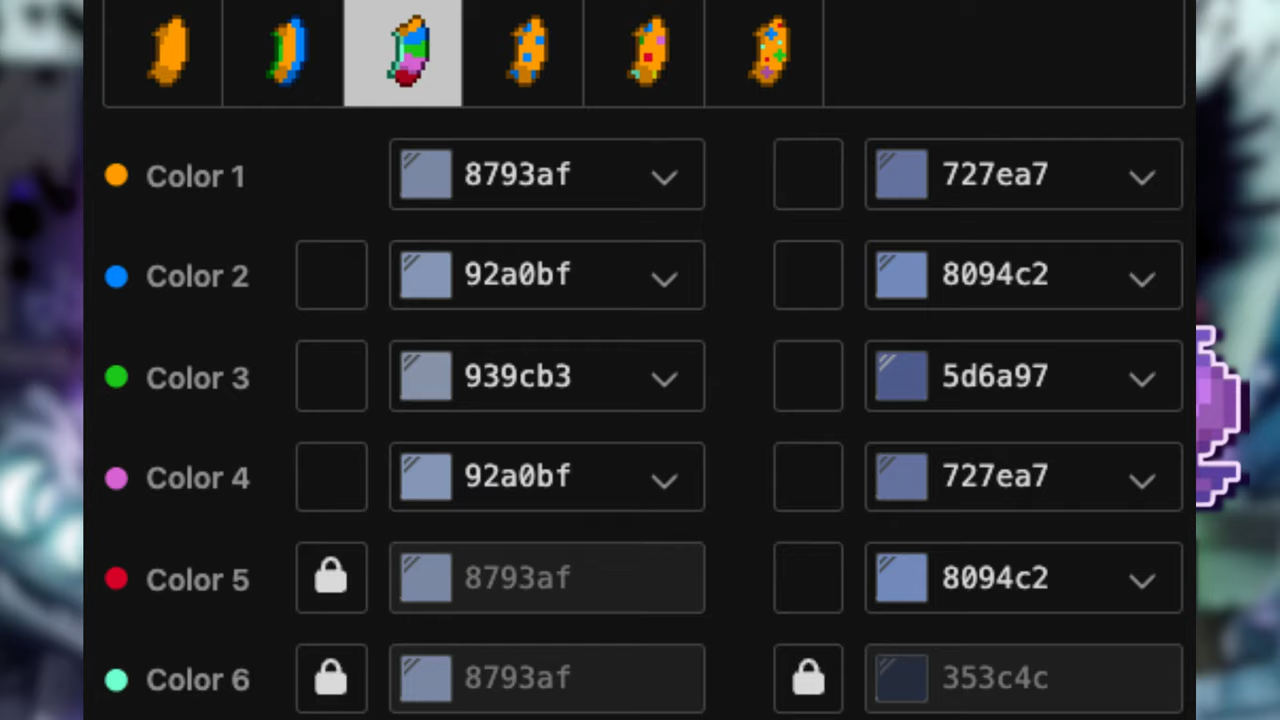 Color 1 8793af 727ea7
Color 2 92a0bf 8094c2
Color 3 939cb3 5d6a97
Color 4 92a0bf 727ea7
Color 5 8793af 8094c2
Color 6 8793af 353c4c